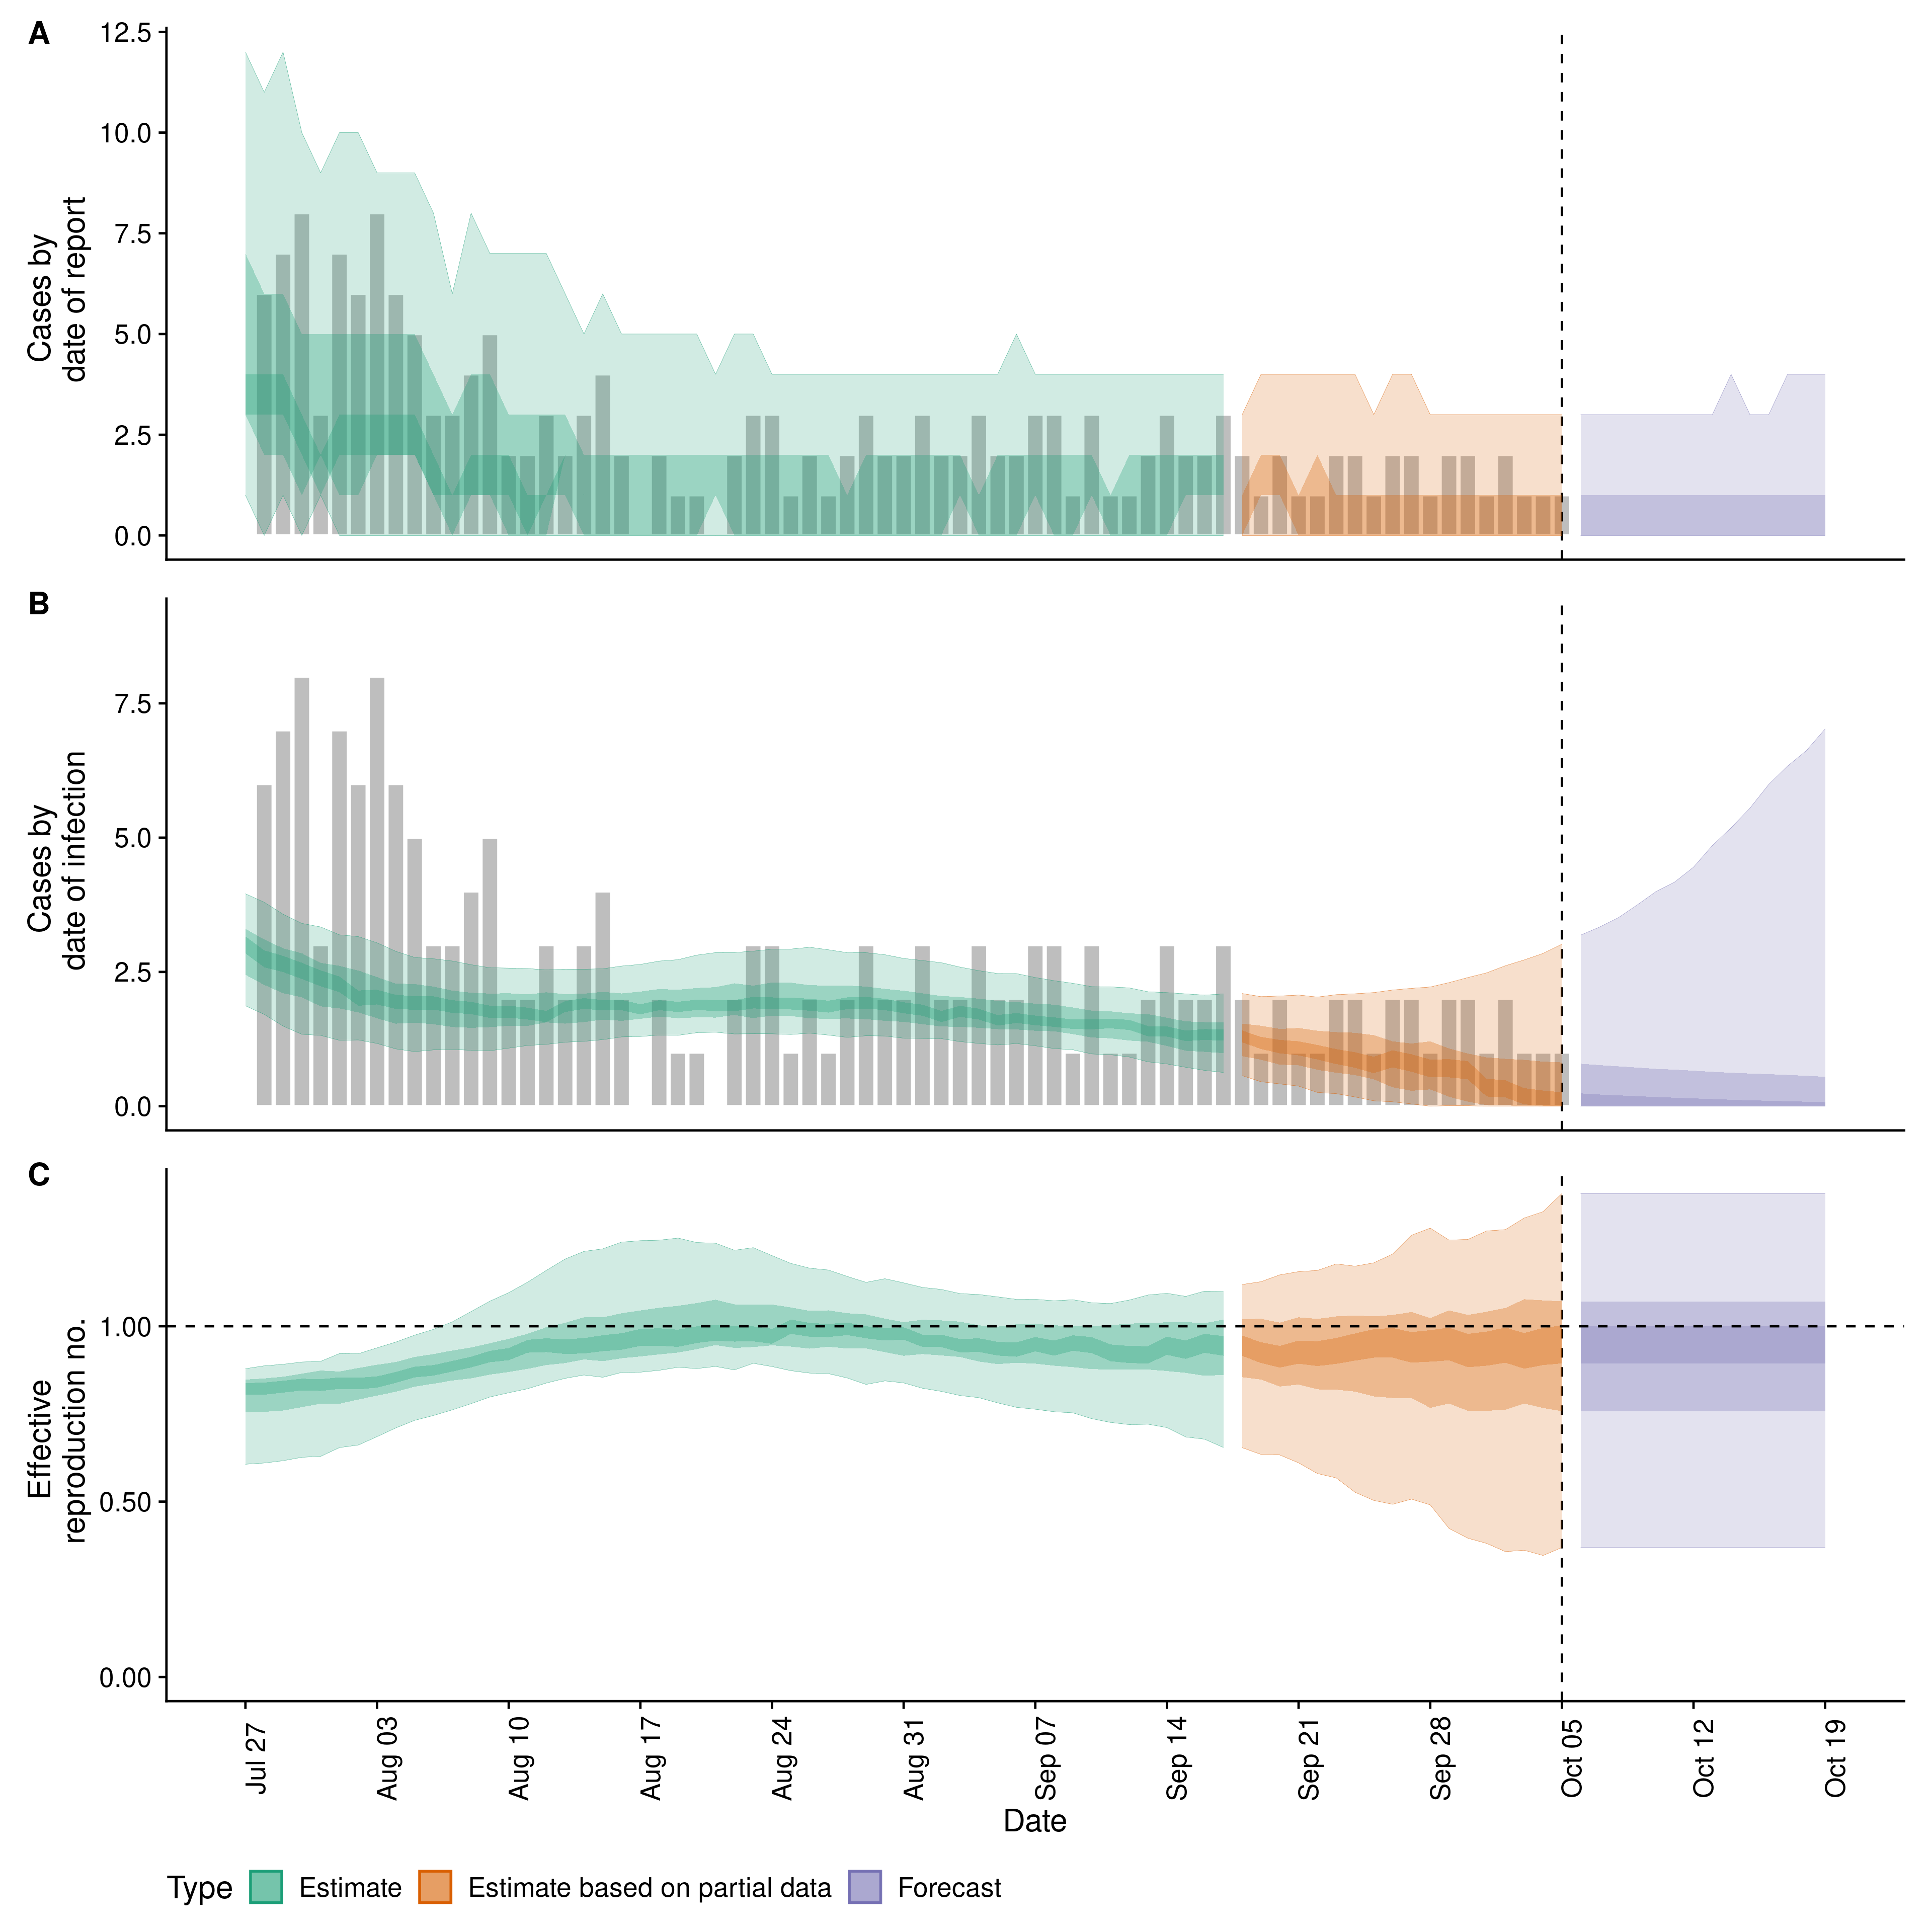 A
Cases by
date of report
12.5
10.0
7.5
5.0
2.5
0.0
B
Cases by
date of infection
7.5
5.0
2.5
0.0
C
Effective
reproduction no.
1.00
0.50
0.00
Jul 27
Aug 03
Aug 10
Aug 17
Aug 24
Aug 31
Sep 07
Sep 14
Sep 21
Sep 28
Oct 05
Oct 12
Oct 19
Date
Type Estimate Estimate based on partial data Forecast